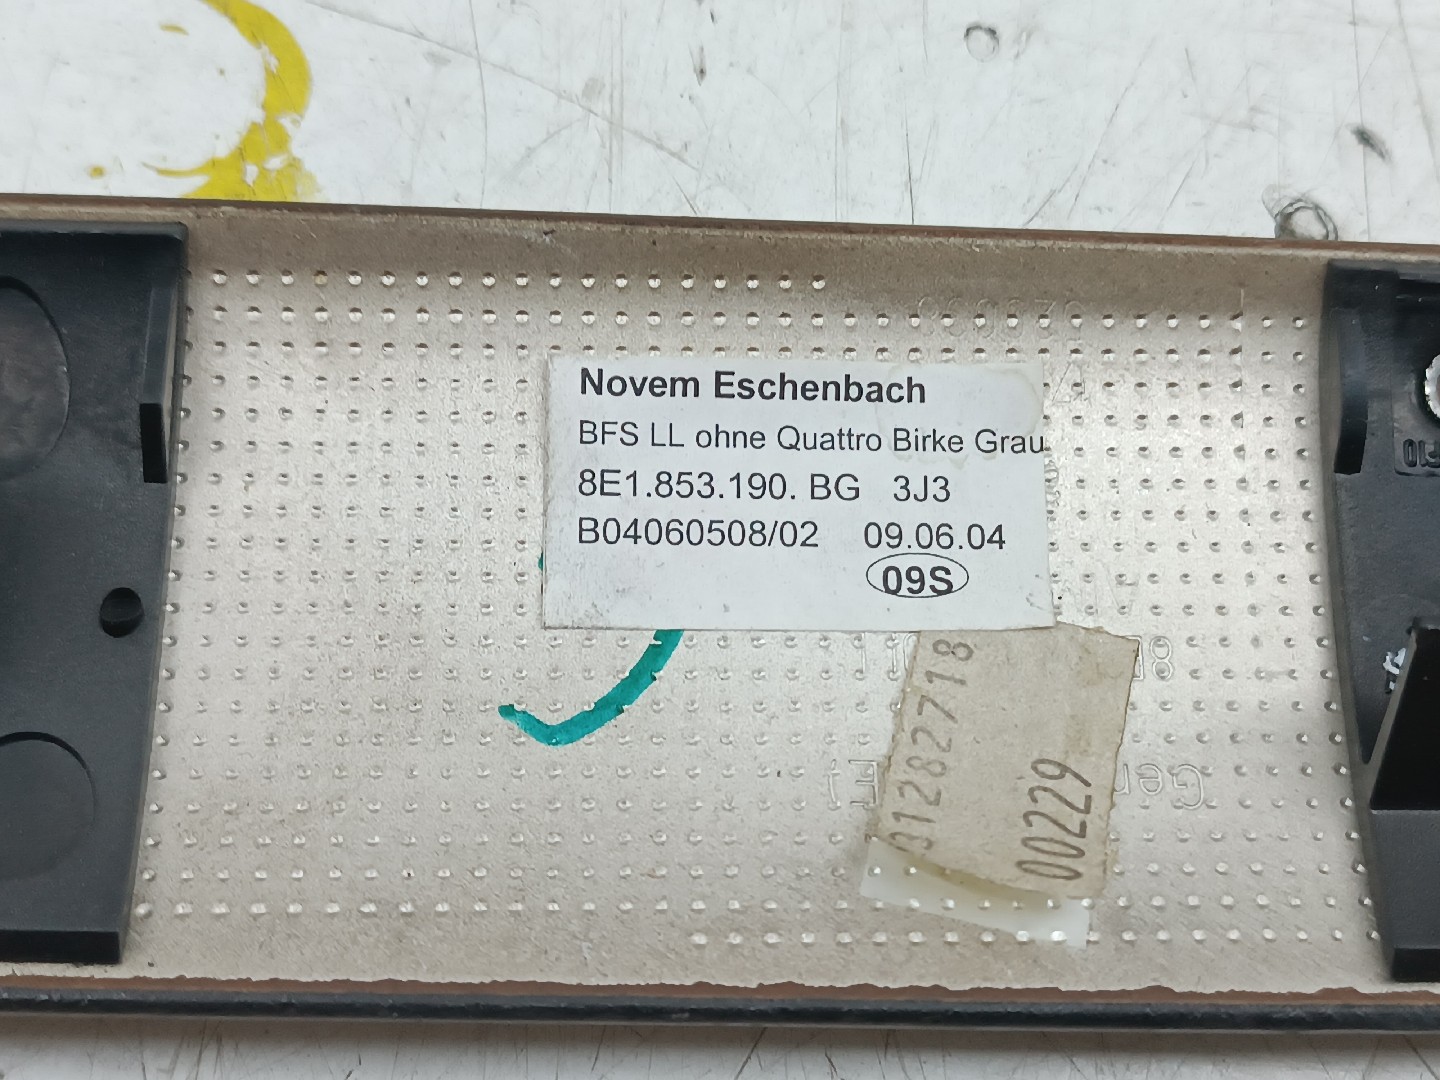 Novem Eschenbach
BFS LL ohne Quattro Birke Grau
8E1.853.190. BG 3J3
B04060508/02 09.06.04
09S
31282718
00229